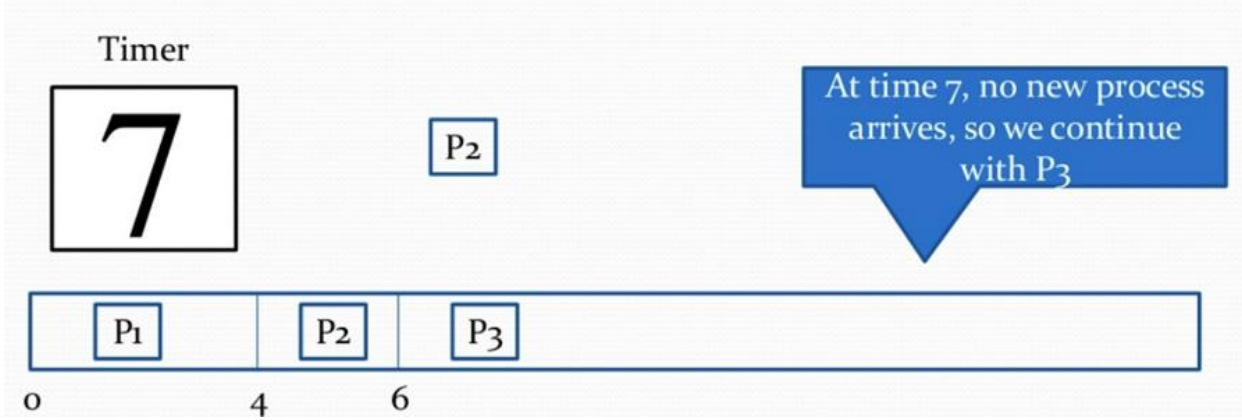 Timer
7
P2
At time 7, no new process
arrives, so we continue
with P3
P1
P2
P3
0
4
6